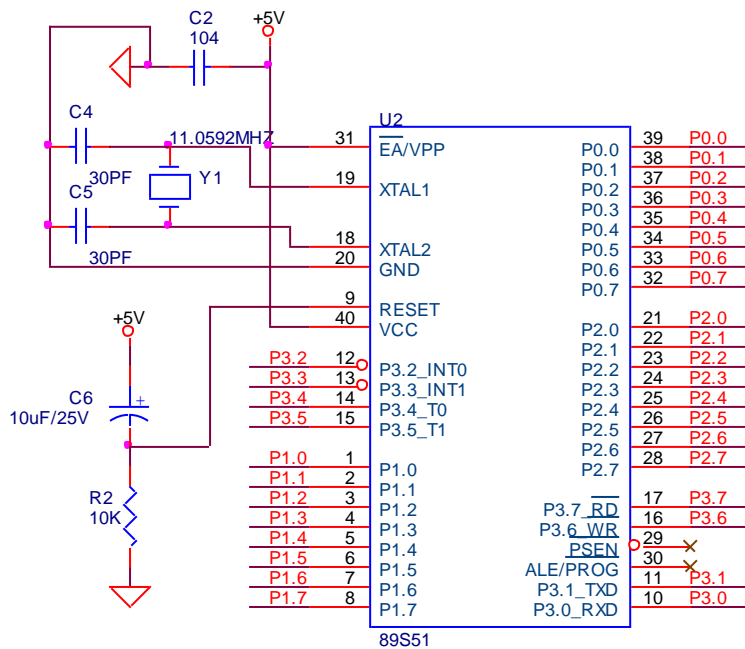 C2
104
+5V
C4
30PF
11.0592MHZ
Y1
C5
30PF
+5V
C6
+
10uF/25V
R2
10K
U2
31 EA/VPP
19 XTAL1
18 XTAL2
20 GND
9 RESET
40 VCC
P3.2 12 P3.2_INT0
P3.3 13 P3.3_INT1
P3.4 14 P3.4_T0
P3.5 15 P3.5_T1
P1.0 1 P1.0
P1.1 2 P1.1
P1.2 3 P1.2
P1.3 4 P1.3
P1.4 5 P1.4
P1.5 6 P1.5
P1.6 7 P1.6
P1.7 8 P1.7
P0.0 39 P0.0
P0.1 38 P0.1
P0.2 37 P0.2
P0.3 36 P0.3
P0.4 35 P0.4
P0.5 34 P0.5
P0.6 33 P0.6
P0.7 32 P0.7
P2.0 21 P2.0
P2.1 22 P2.1
P2.2 23 P2.2
P2.3 24 P2.3
P2.4 25 P2.4
P2.5 26 P2.5
P2.6 27 P2.6
P2.7 28 P2.7
P3.7_RD 17 P3.7
P3.6_WR 16 P3.6
PSEN 29
ALE/PROG 30
P3.1_TXD 11 P3.1
P3.0_RXD 10 P3.0
89S51